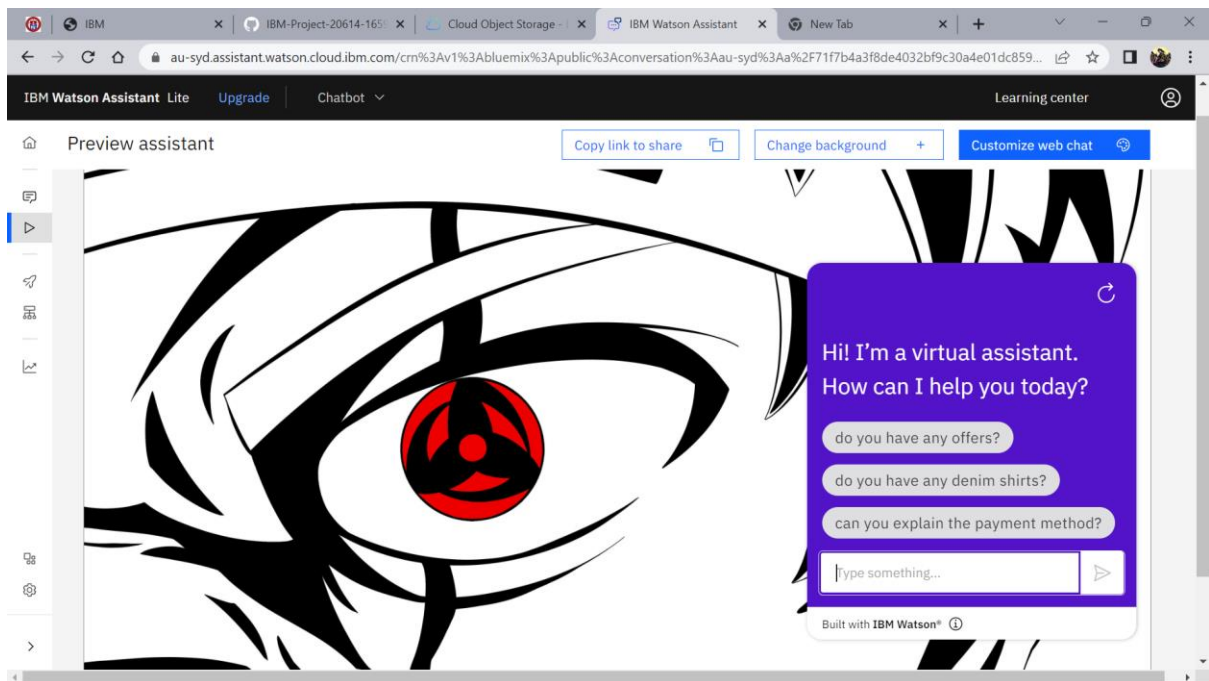 IBM
IBM-Project-20614-165
Cloud Object Storage -
IBM Watson Assistant
New Tab
au-syd.assistant.watson.cloud.ibm.com/crn%3Av1%3Abluemix%3Apublic%3Aconversation%3Aau-syd%3Aa%2F71f7b4a3f8de4032bf9c30a4e01dc859...
IBM Watson Assistant Lite Upgrade Chatbot Learning center
Preview assistant Copy link to share Change background + Customize web chat
Hi! I'm a virtual assistant.
How can I help you today?
do you have any offers?
do you have any denim shirts?
can you explain the payment method?
Type something...
Built with IBM Watson®